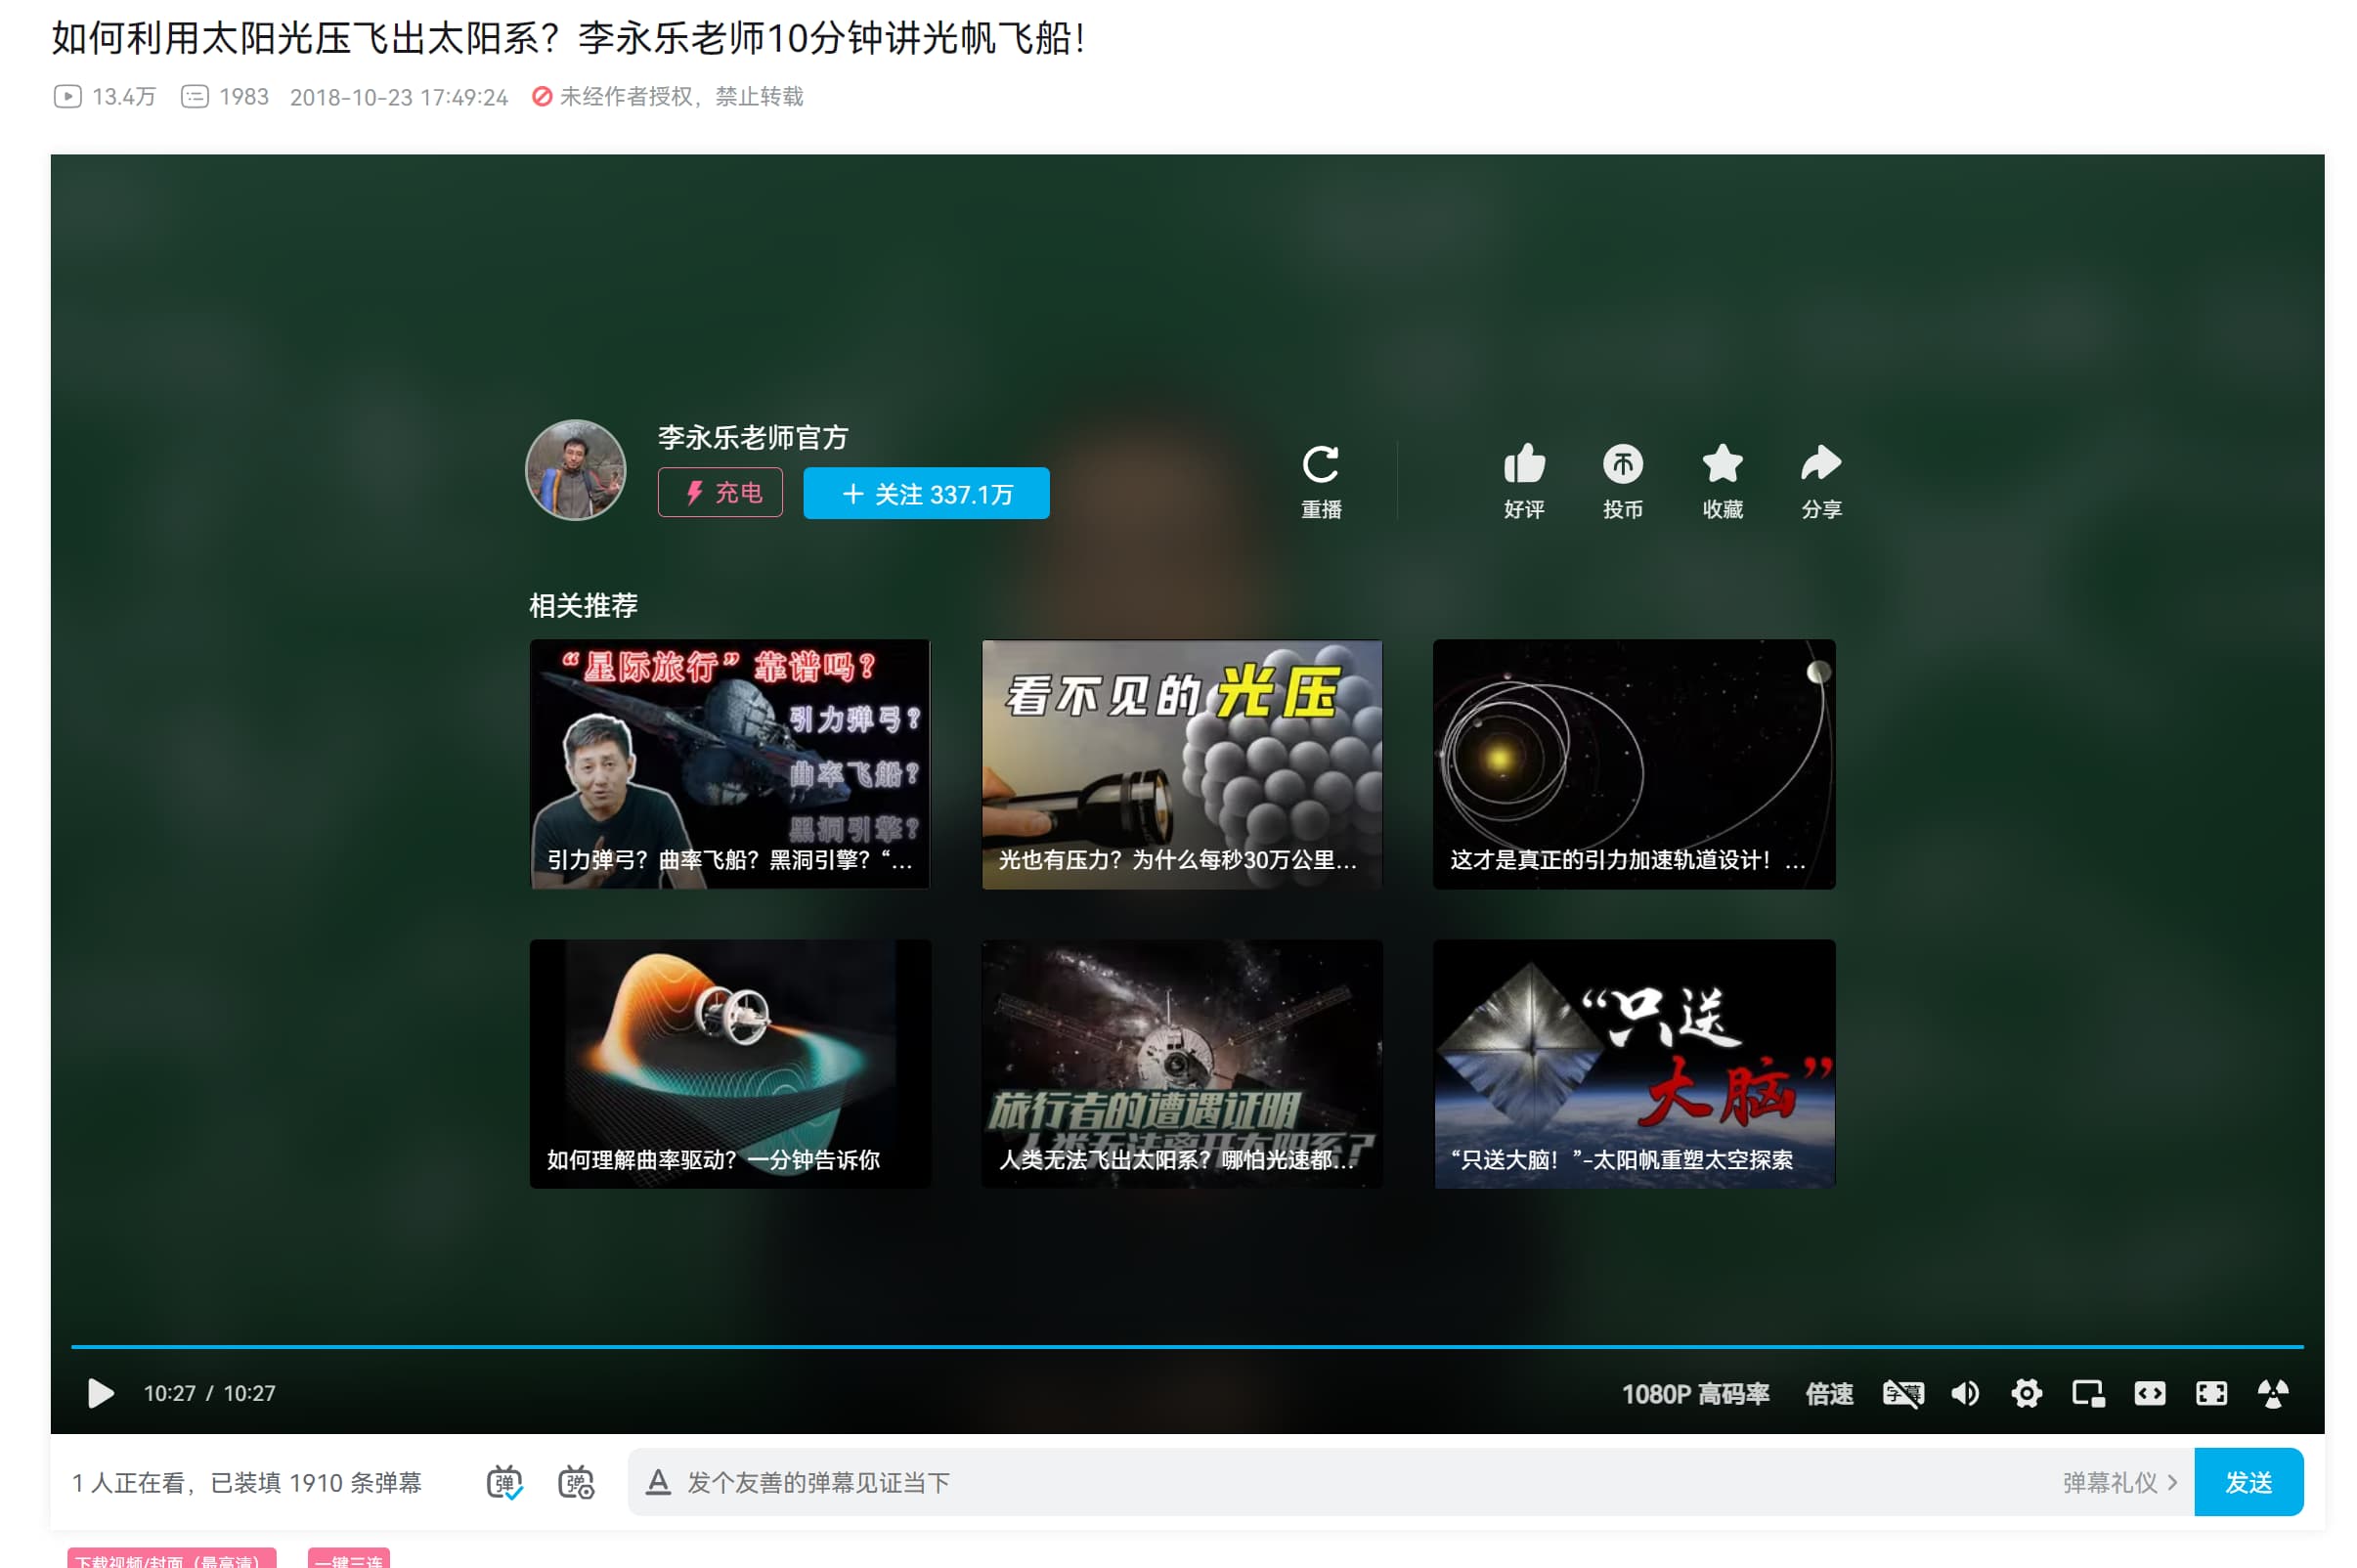 如何利用太阳光压飞出太阳系？李永乐老师10分钟讲光帆飞船！
13.4万 1983 2018-10-23 17:49:24 未经作者授权，禁止转载
李永乐老师官方
充电 + 关注 337.1万
重播 好评 投币 收藏 分享
相关推荐
“星际旅行”靠谱吗？
引力弹弓？
曲率飞船？
黑洞引擎？
引力弹弓？曲率飞船？黑洞引擎？“...
看不见的光压
光也有压力？为什么每秒30万公里...
这才是真正的引力加速轨道设计！...
如何理解曲率驱动？一分钟告诉你
旅行者的遭遇证明
人类无法离开太阳系？
人类无法飞出太阳系？哪怕光速都...
“只送
大脑”
“只送大脑！”-太阳帆重塑太空探索
10:27 / 10:27 1080P 高码率 倍速 字幕
1 人正在看，已装填 1910 条弹幕 弹 弹 A 发个友善的弹幕见证当下 弹幕礼仪 > 发送
下载视频/封面（最高清） 一键三连